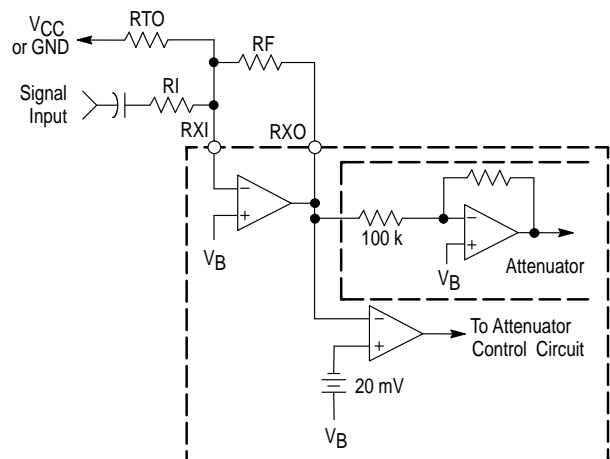 VCC
or GND
RTO
RF
Signal
Input
RI
RXI
RXO
VB
100 k
VB
Attenuator
To Attenuator
Control Circuit
20 mV
VB